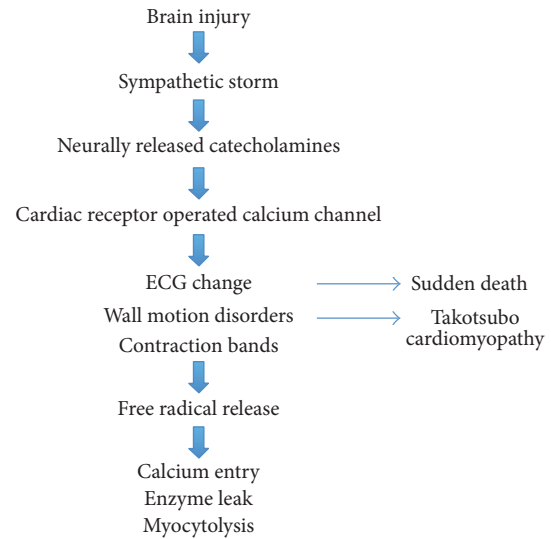 Brain injury
Sympathetic storm
Neurally released catecholamines
Cardiac receptor operated calcium channel
ECG change
Sudden death
Wall motion disorders
Takotsubo
cardiomyopathy
Contraction bands
Free radical release
Calcium entry
Enzyme leak
Myocytolysis